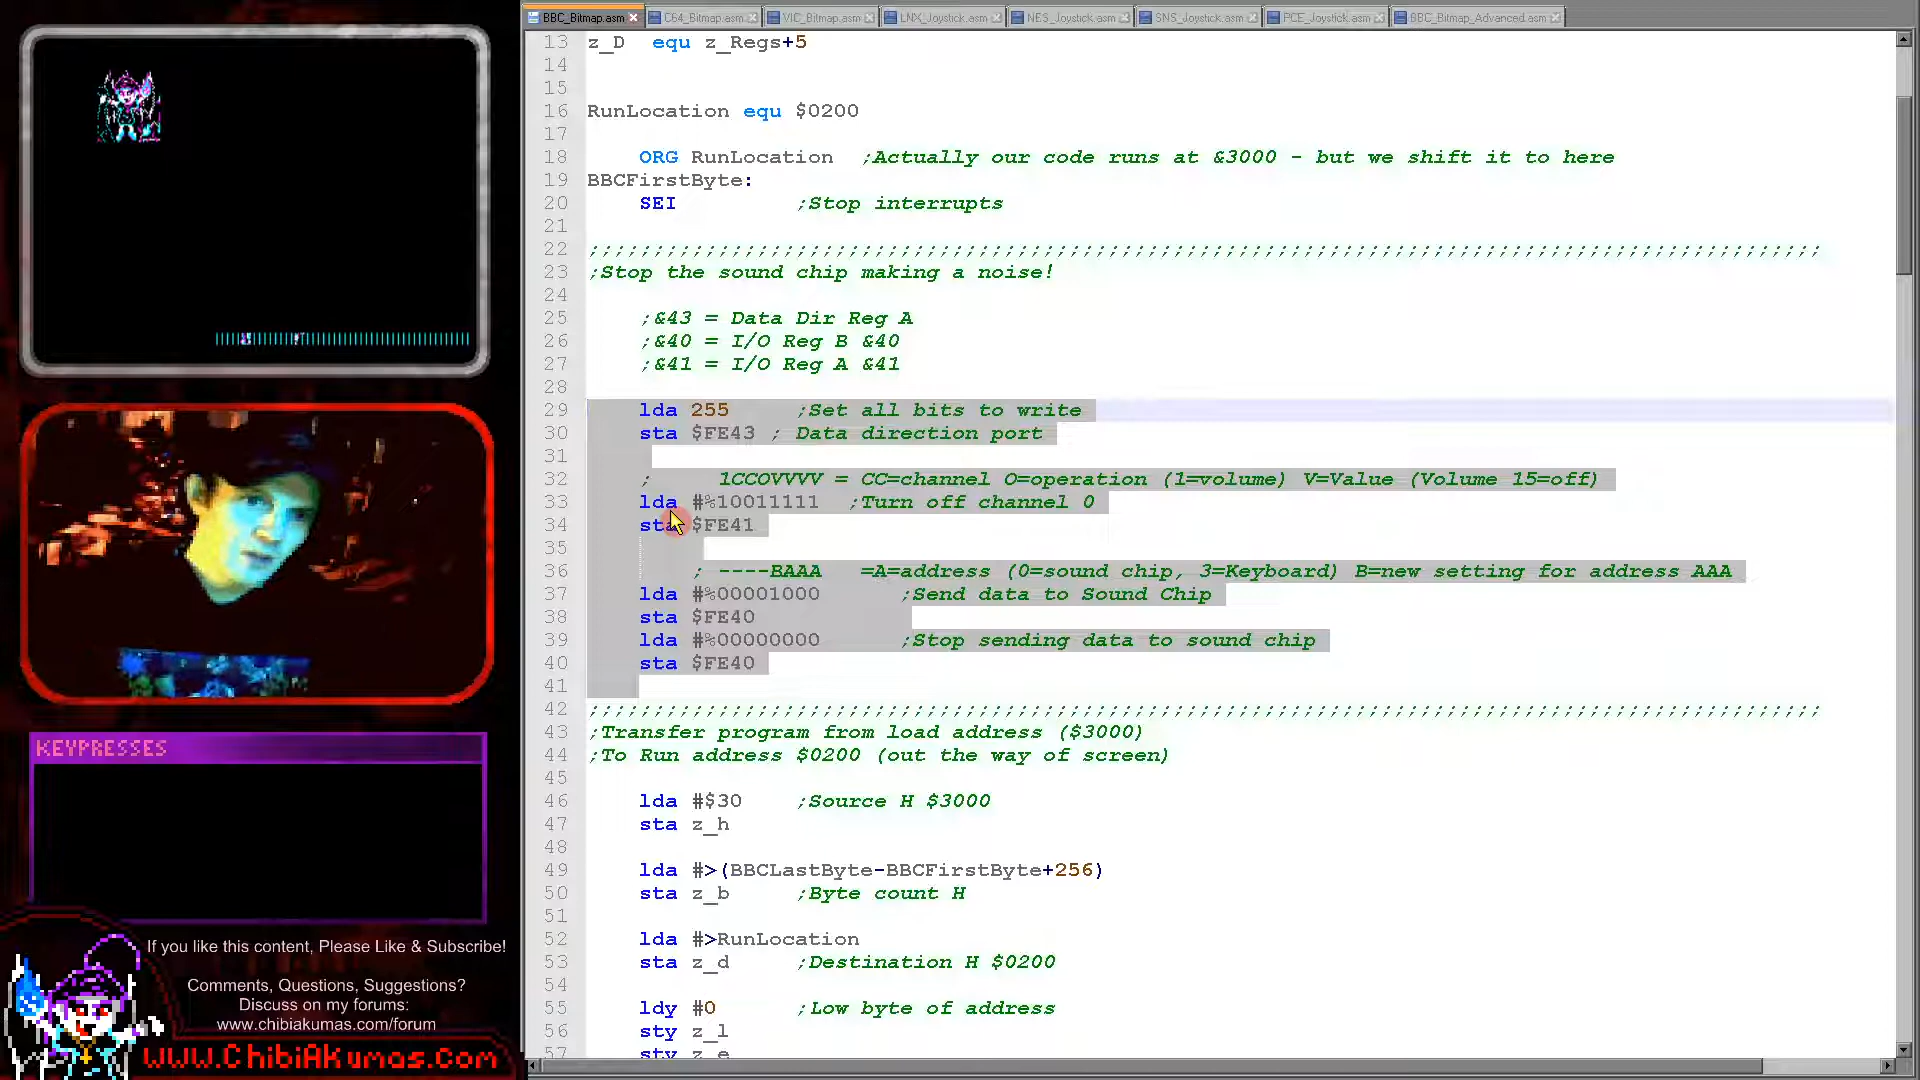 BBC_Bitmap.asm C64_Bitmap.asm VIC_Bitmap.asm LNX_Joystick.asm NES_Joystick.asm SNS_Joystick.asm PCE_Joystick.asm BBC_Bitmap_Advanced.asm
13 z_D equ z_Regs+5
14
15
16 RunLocation equ $0200
17
18 ORG RunLocation ;Actually our code runs at &3000 - but we shift it to here
19 BBCFirstByte:
20 SEI ;Stop interrupts
21
22 ;;;;;;;;;;;;;;;;;;;;;;;;;;;;;;;;;;;;;;;;;;;;;;;;;;;;;;;;;;;;;;;;;;;;;;;;;;;;;;;;;;;;;;;;;;;;;;
23 ;Stop the sound chip making a noise!
24
25 ;&43 = Data Dir Reg A
26 ;&40 = I/O Reg B &40
27 ;&41 = I/O Reg A &41
28
29 lda 255 ;Set all bits to write
30 sta $FE43 ; Data direction port
31
32 ; 1CCOVVVV = CC=channel O=operation (1=volume) V=Value (Volume 15=off)
33 lda #%10011111 ;Turn off channel 0
34 sta $FE41
35
36 ; ----BAAA =A=address (0=sound chip, 3=Keyboard) B=new setting for address AAA
37 lda #%00001000 ;Send data to Sound Chip
38 sta $FE40
39 lda #%00000000 ;Stop sending data to sound chip
40 sta $FE40
41
42 ;;;;;;;;;;;;;;;;;;;;;;;;;;;;;;;;;;;;;;;;;;;;;;;;;;;;;;;;;;;;;;;;;;;;;;;;;;;;;;;;;;;;;;;;;;;;;;
43 ;Transfer program from load address ($3000)
44 ;To Run address $0200 (out the way of screen)
45
46 lda #$30 ;Source H $3000
47 sta z_h
48
49 lda #>(BBCLastByte-BBCFirstByte+256)
50 sta z_b ;Byte count H
51
52 lda #>RunLocation
53 sta z_d ;Destination H $0200
54
55 ldy #0 ;Low byte of address
56 sty z_l
57 sty z_e
KEYPRESSES
If you like this content, Please Like & Subscribe!
Comments, Questions, Suggestions?
Discuss on my forums:
www.chibiakumas.com/forum
www.ChibiAkumas.com